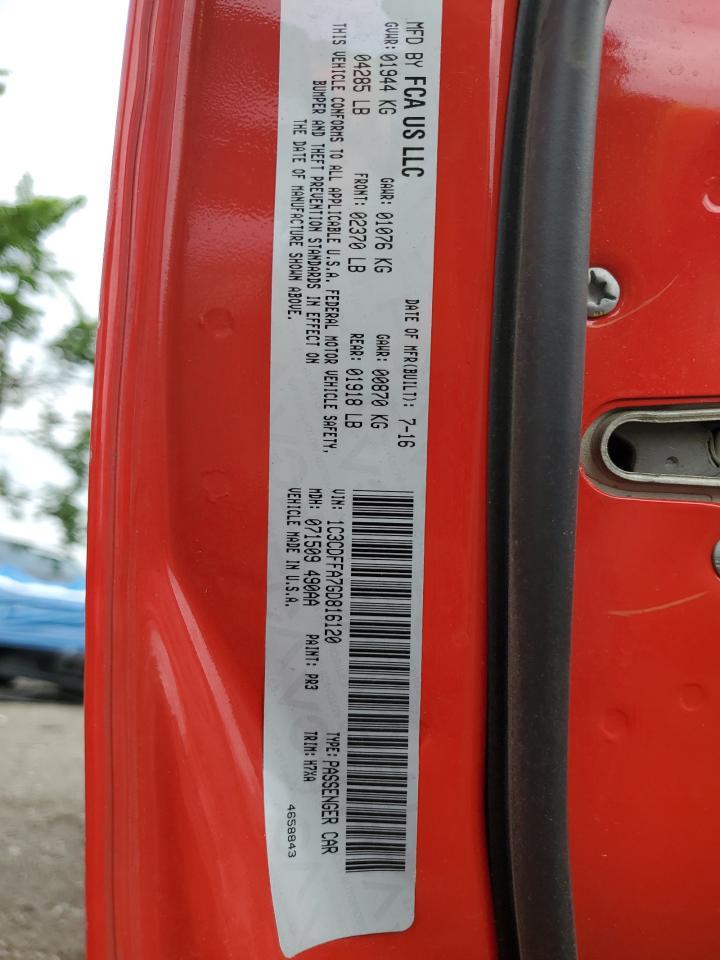 MFD BY FCA US LLC
DATE OF MFR(BUILT): 7-16
GVWR: 01944 KG GAWR: 01076 KG GAWR: 00870 KG
04285 LB FRONT: 02370 LB REAR: 01918 LB
THIS VEHICLE CONFORMS TO ALL APPLICABLE U.S.A. FEDERAL MOTOR VEHICLE SAFETY,
BUMPER AND THEFT PREVENTION STANDARDS IN EFFECT ON
THE DATE OF MANUFACTURE SHOWN ABOVE.
VIN: 1C3CDFFA7GD816120 TYPE: PASSENGER CAR
MDH: 071509 490AA PAINT: PR3 TRIM: H7XA
VEHICLE MADE IN U.S.A. 4658843